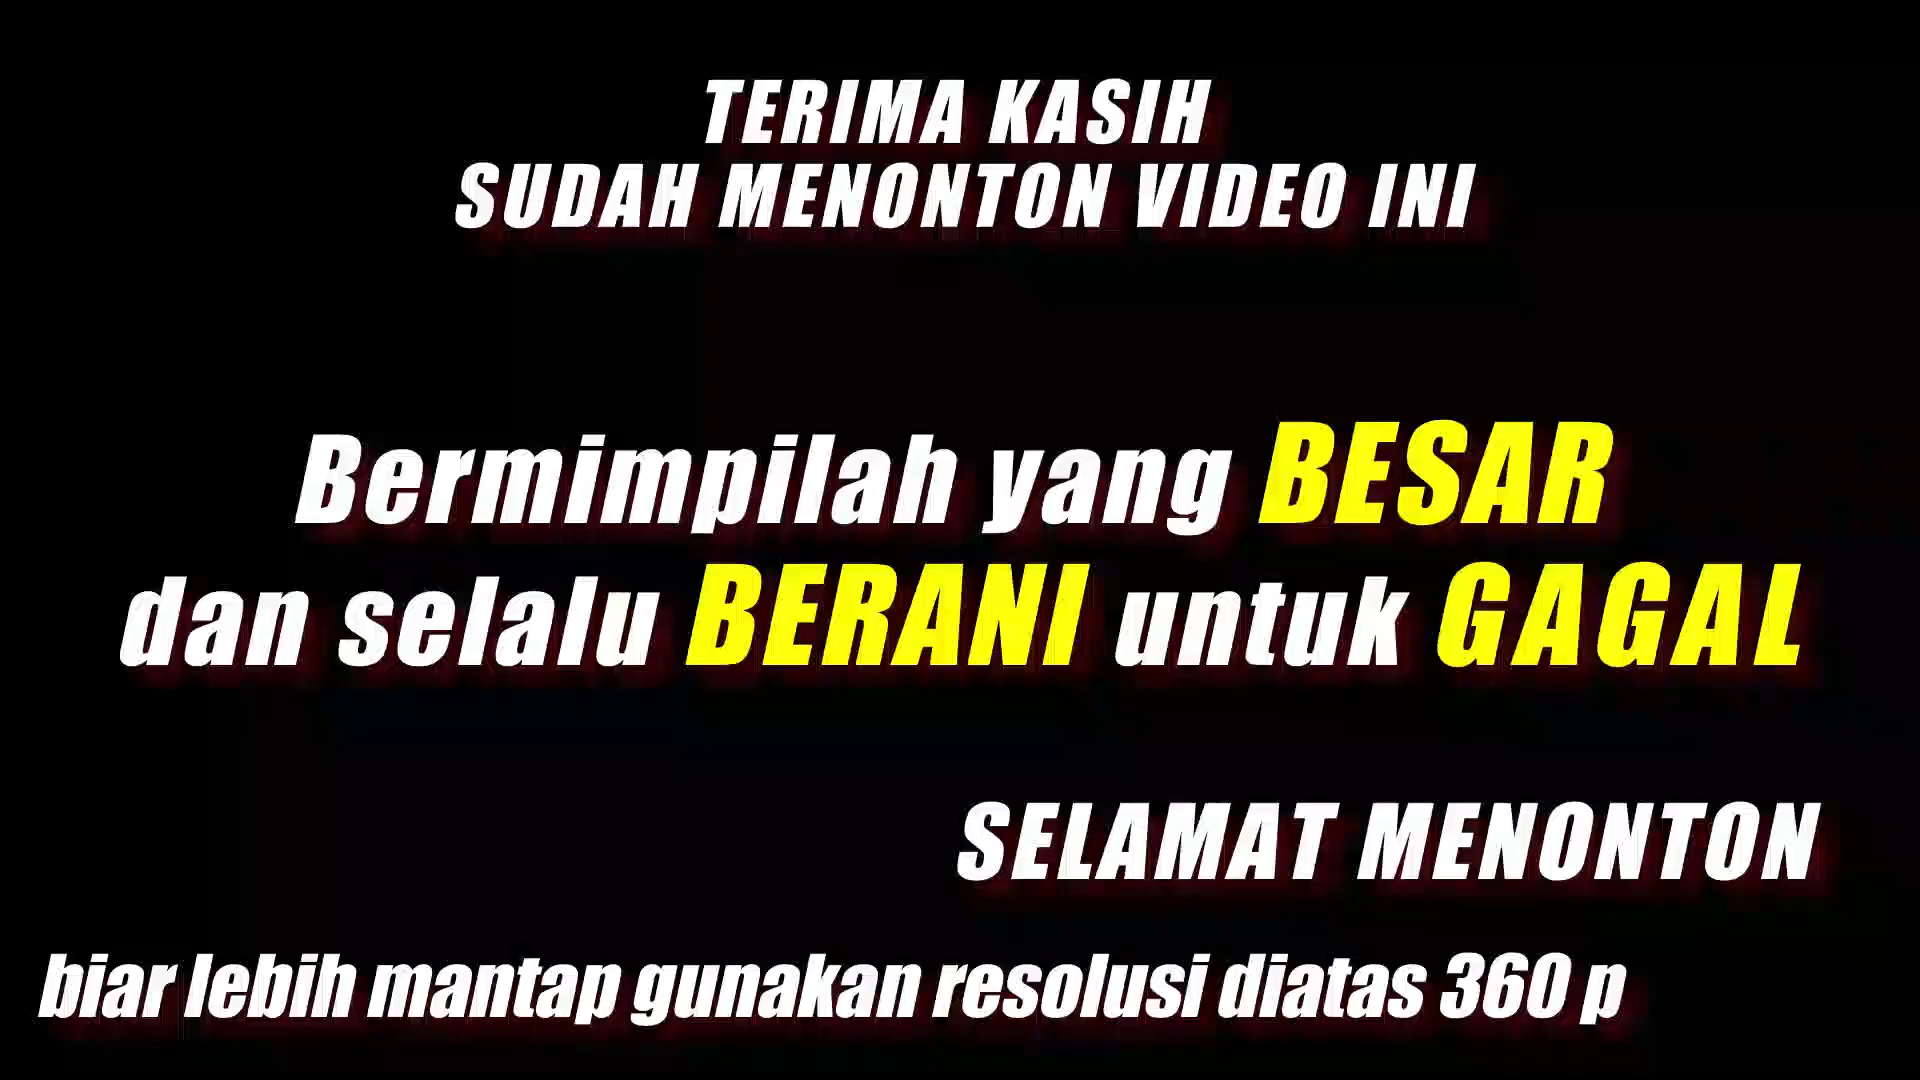 TERIMA KASIH
SUDAH MENONTON VIDEO INI
Bermimpilah yang BESAR
dan selalu BERANI untuk GAGAL
SELAMAT MENONTON
biar lebih mantap gunakan resolusi diatas 360 p